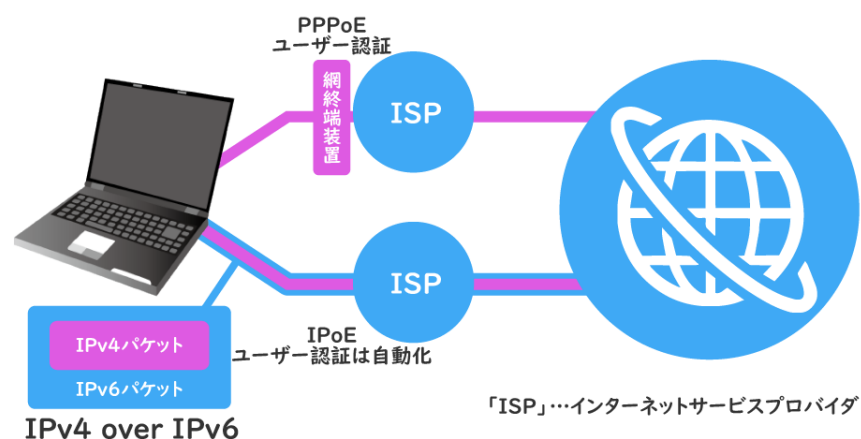 PPPoE
ユーザー認証
網終端装置
ISP
ISP
IPv4パケット
IPv6パケット
IPv4 over IPv6
IPoE
ユーザー認証は自動化
「ISP」…インターネットサービスプロバイダ